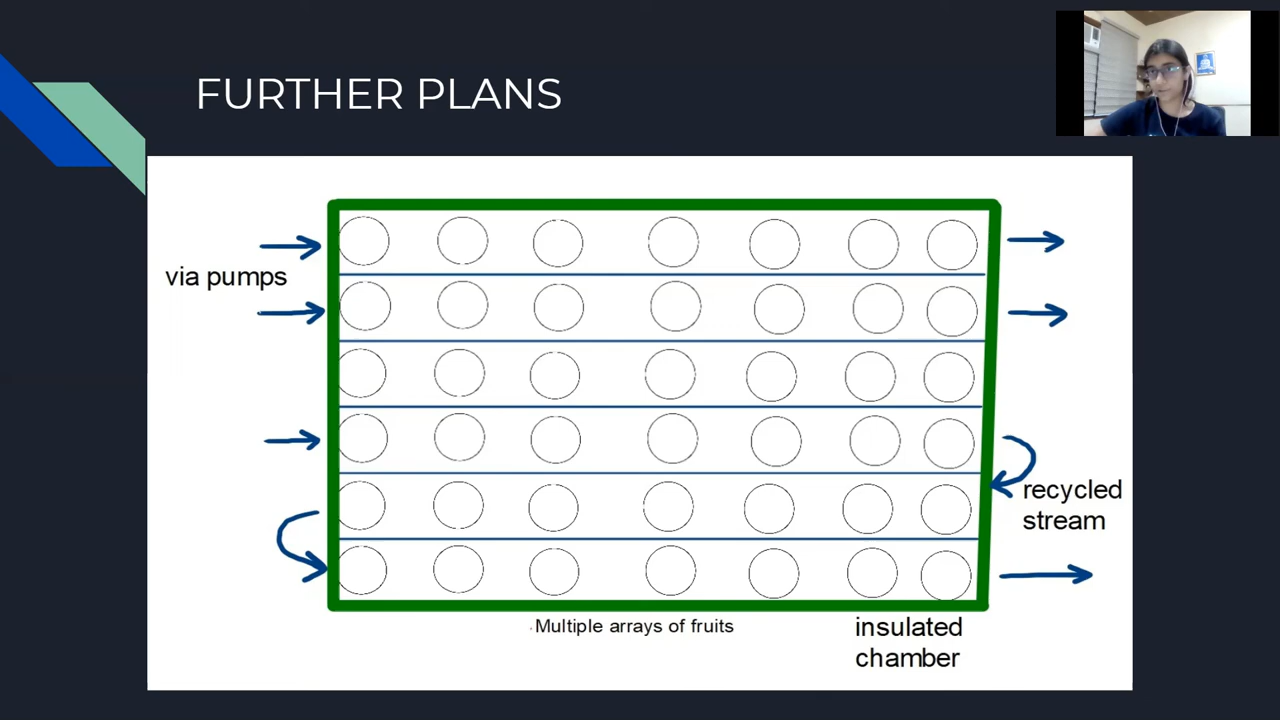 FURTHER PLANS
via pumps
recycled
stream
Multiple arrays of fruits
insulated
chamber